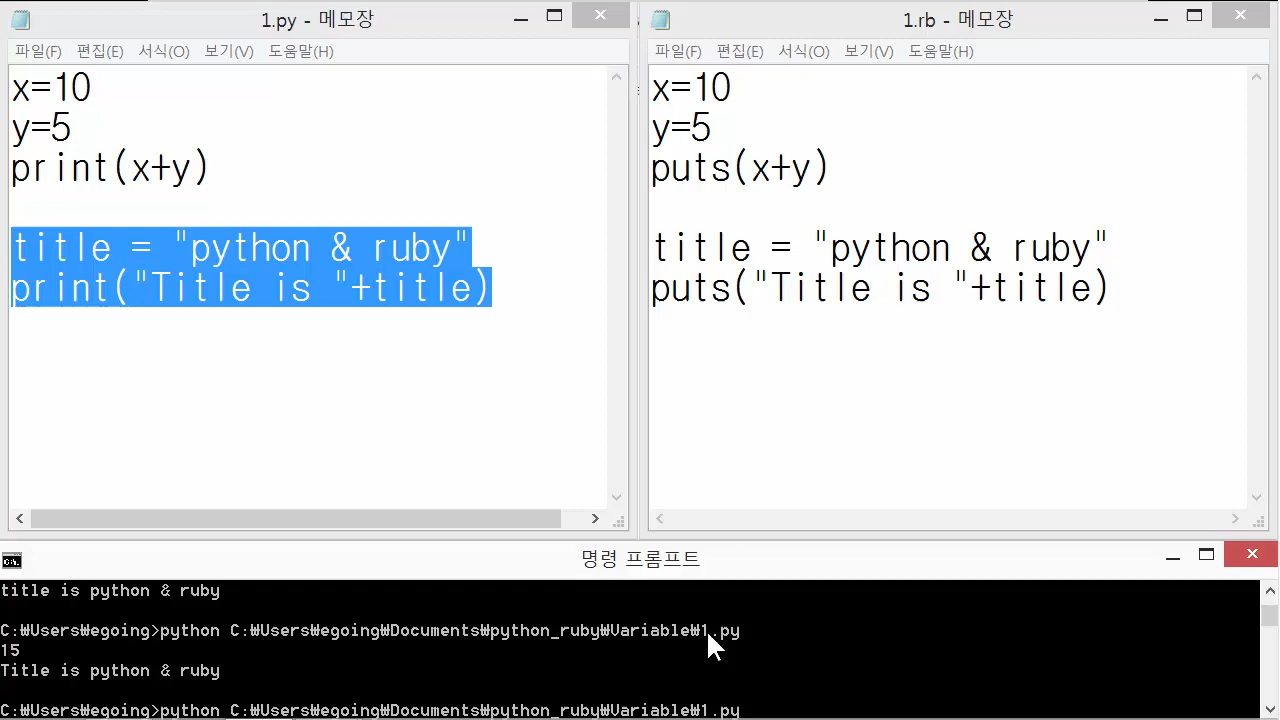 1.py - 메모장
파일(F) 편집(E) 서식(O) 보기(V) 도움말(H)
x=10
y=5
print(x+y)
title = "python & ruby"
print("Title is "+title)
1.rb - 메모장
파일(F) 편집(E) 서식(O) 보기(V) 도움말(H)
x=10
y=5
puts(x+y)
title = "python & ruby"
puts("Title is "+title)
명령 프롬프트
title is python & ruby
C:₩Users₩egoing>python C:₩Users₩egoing₩Documents₩python_ruby₩Variable₩1.py
15
Title is python & ruby
C:₩Users₩egoing>python C:₩Users₩egoing₩Documents₩python_ruby₩Variable₩1.py